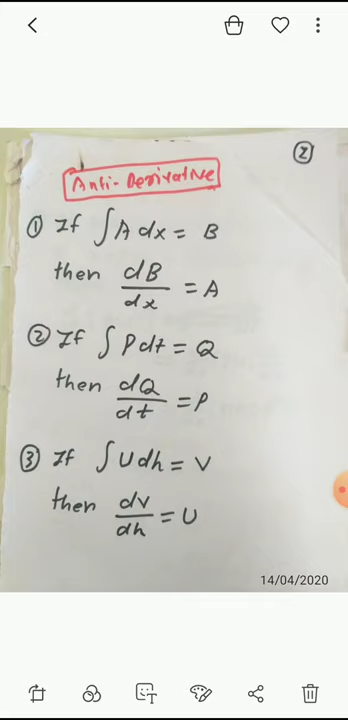 ②
Anti-Derivative
① If ∫A dx = B
then dB/dx = A
② If ∫ P dt = Q
then dQ/dt = P
③ If ∫ U dh = V
then dv/dh = U
14/04/2020